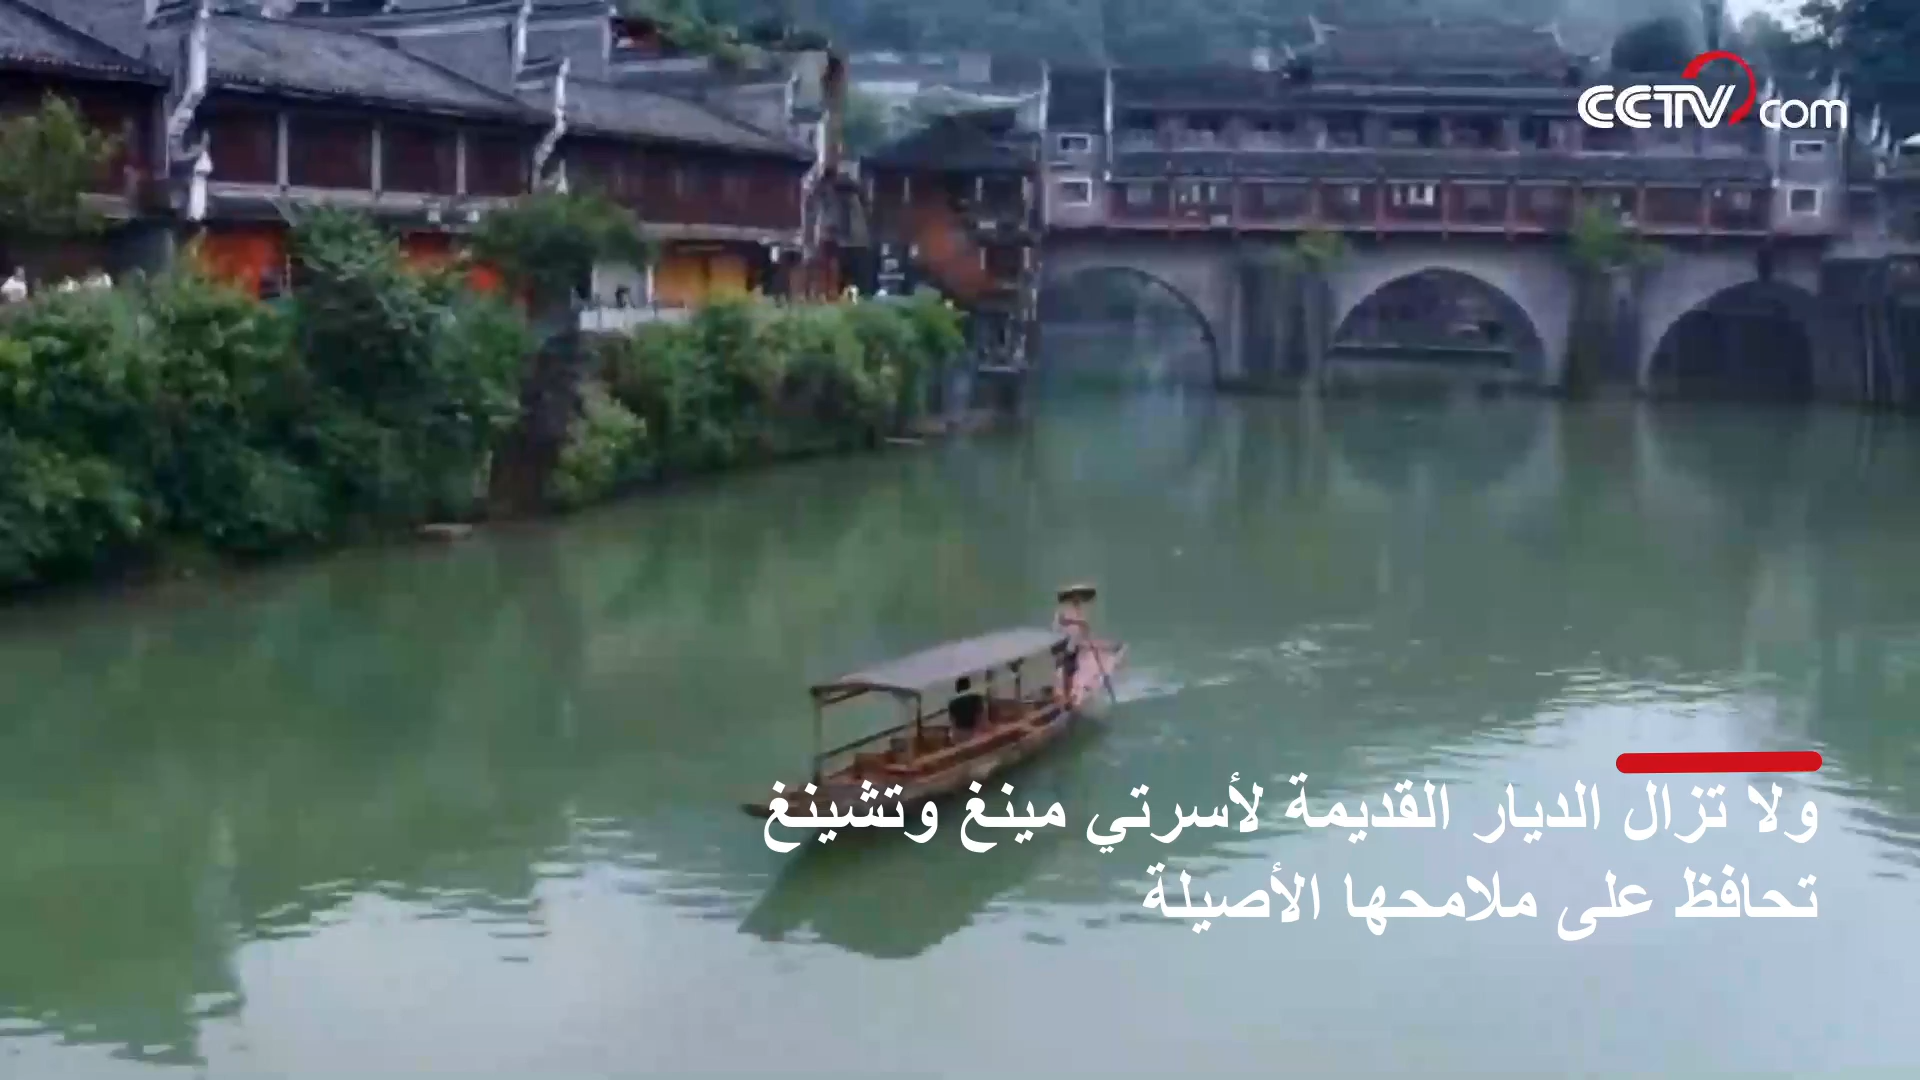 CCTV.com
ولا تزال الديار القديمة لأسرتي مينغ وتشينغ
تحافظ على ملامحها الأصيلة